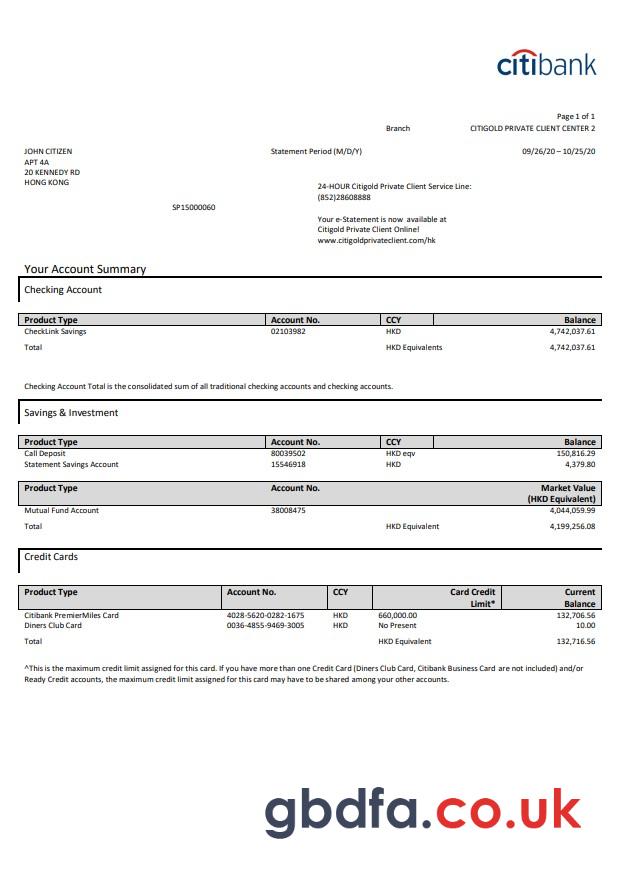 citibank
Page 1 of 1
Branch CITIGOLD PRIVATE CLIENT CENTER 2
JOHN CITIZEN Statement Period (M/D/Y) 09/26/20 – 10/25/20
APT 4A
20 KENNEDY RD
HONG KONG
24-HOUR Citigold Private Client Service Line:
(852)28608888
SP15000060
Your e-Statement is now available at
Citigold Private Client Online!
www.citigoldprivateclient.com/hk
Your Account Summary
Checking Account
Product Type Account No. CCY Balance
CheckLink Savings 02103982 HKD 4,742,037.61
Total HKD Equivalents 4,742,037.61
Checking Account Total is the consolidated sum of all traditional checking accounts and checking accounts.
Savings & Investment
Product Type Account No. CCY Balance
Call Deposit 80039502 HKD eqv 150,816.29
Statement Savings Account 15546918 HKD 4,379.80
Product Type Account No. Market Value
(HKD Equivalent)
Mutual Fund Account 38008475 4,044,059.99
Total HKD Equivalent 4,199,256.08
Credit Cards
Product Type Account No. CCY Card Credit Current
Limit* Balance
Citibank PremierMiles Card 4028-5620-0282-1675 HKD 660,000.00 132,706.56
Diners Club Card 0036-4855-9469-3005 HKD No Present 10.00
Total HKD Equivalent 132,716.56
^This is the maximum credit limit assigned for this card. If you have more than one Credit Card (Diners Club Card, Citibank Business Card are not included) and/or
Ready Credit accounts, the maximum credit limit assigned for this card may have to be shared among your other accounts.
gbdfa.co.uk